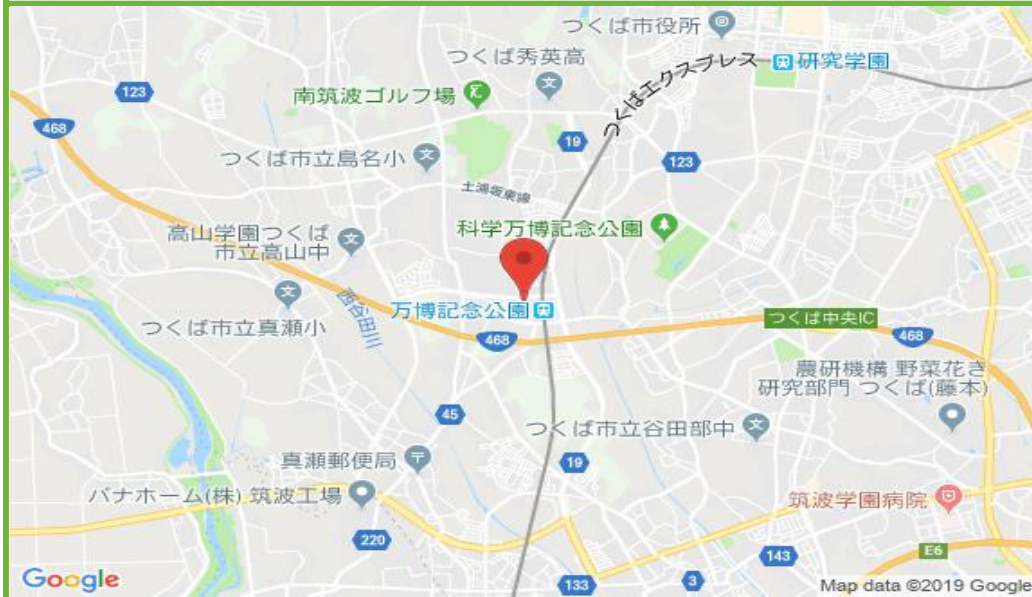 つくば市役所
つくば秀英高
つくばエクスプレス
研究学園
123
南筑波ゴルフ場
468
19
つくば市立島名小
123
土浦坂東線
科学万博記念公園
高山学園つくば
市立高山中
万博記念公園
つくば市立真瀬小
西谷田川
つくば中央IC
468
468
農研機構 野菜花き
研究部門 つくば(藤本)
45
つくば市立谷田部中
真瀬郵便局
19
パナホーム(株) 筑波工場
筑波学園病院
220
143
E6
Google
133
3
Map data ©2019 Google